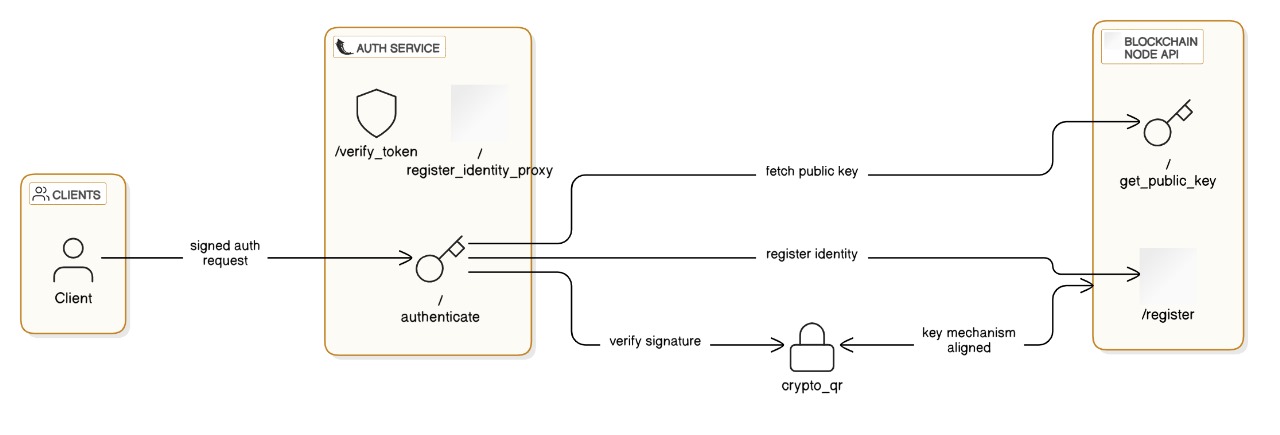 CLIENTS
Client
signed auth
request
AUTH SERVICE
/verify_token
/
register_identity_proxy
/
authenticate
fetch public key
register identity
verify signature
crypto_qr
key mechanism
aligned
BLOCKCHAIN
NODE API
/
get_public_key
/register